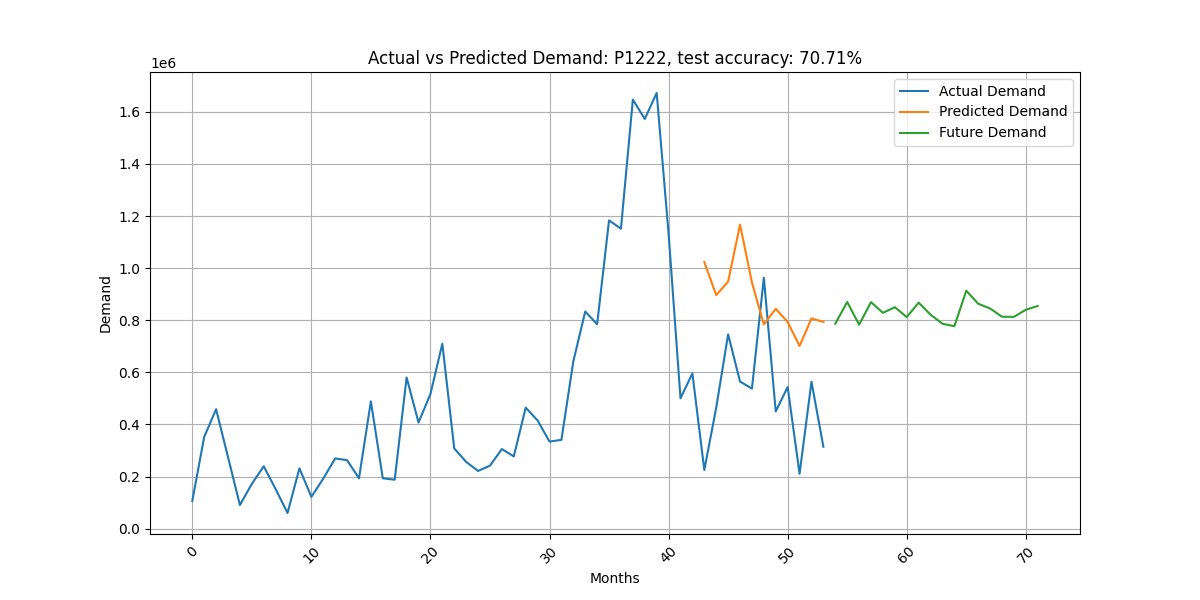 Actual vs Predicted Demand: P1222, test accuracy: 70.71%
1e6
Actual Demand
Predicted Demand
Future Demand
1.6
1.4
1.2
1.0
0.8
0.6
0.4
0.2
0.0
Demand
0 10 20 30 40 50 60 70
Months